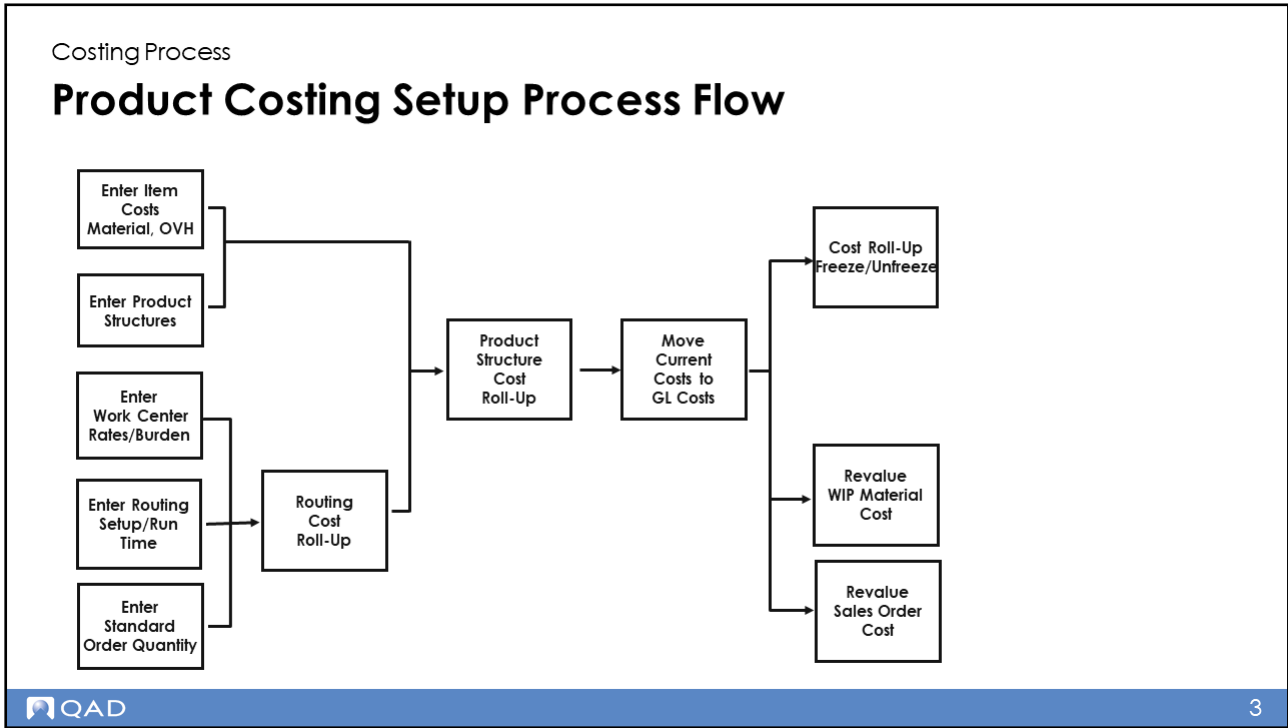 Costing Process
Product Costing Setup Process Flow
Enter Item
Costs
Material, OVH
Enter Product
Structures
Enter
Work Center
Rates/Burden
Enter Routing
Setup/Run
Time
Enter
Standard
Order Quantity
Routing
Cost
Roll-Up
Product
Structure
Cost
Roll-Up
Move
Current
Costs to
GL Costs
Cost Roll-Up
Freeze/Unfreeze
Revalue
WIP Material
Cost
Revalue
Sales Order
Cost
QAD
3